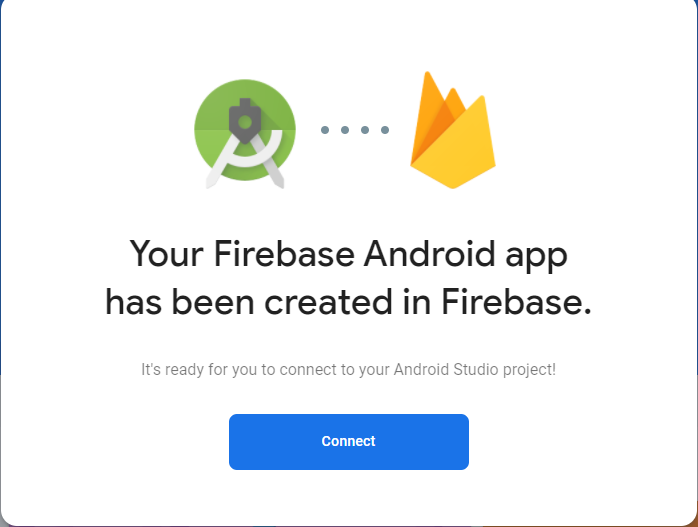 Your Firebase Android app
has been created in Firebase.
It's ready for you to connect to your Android Studio project!
Connect